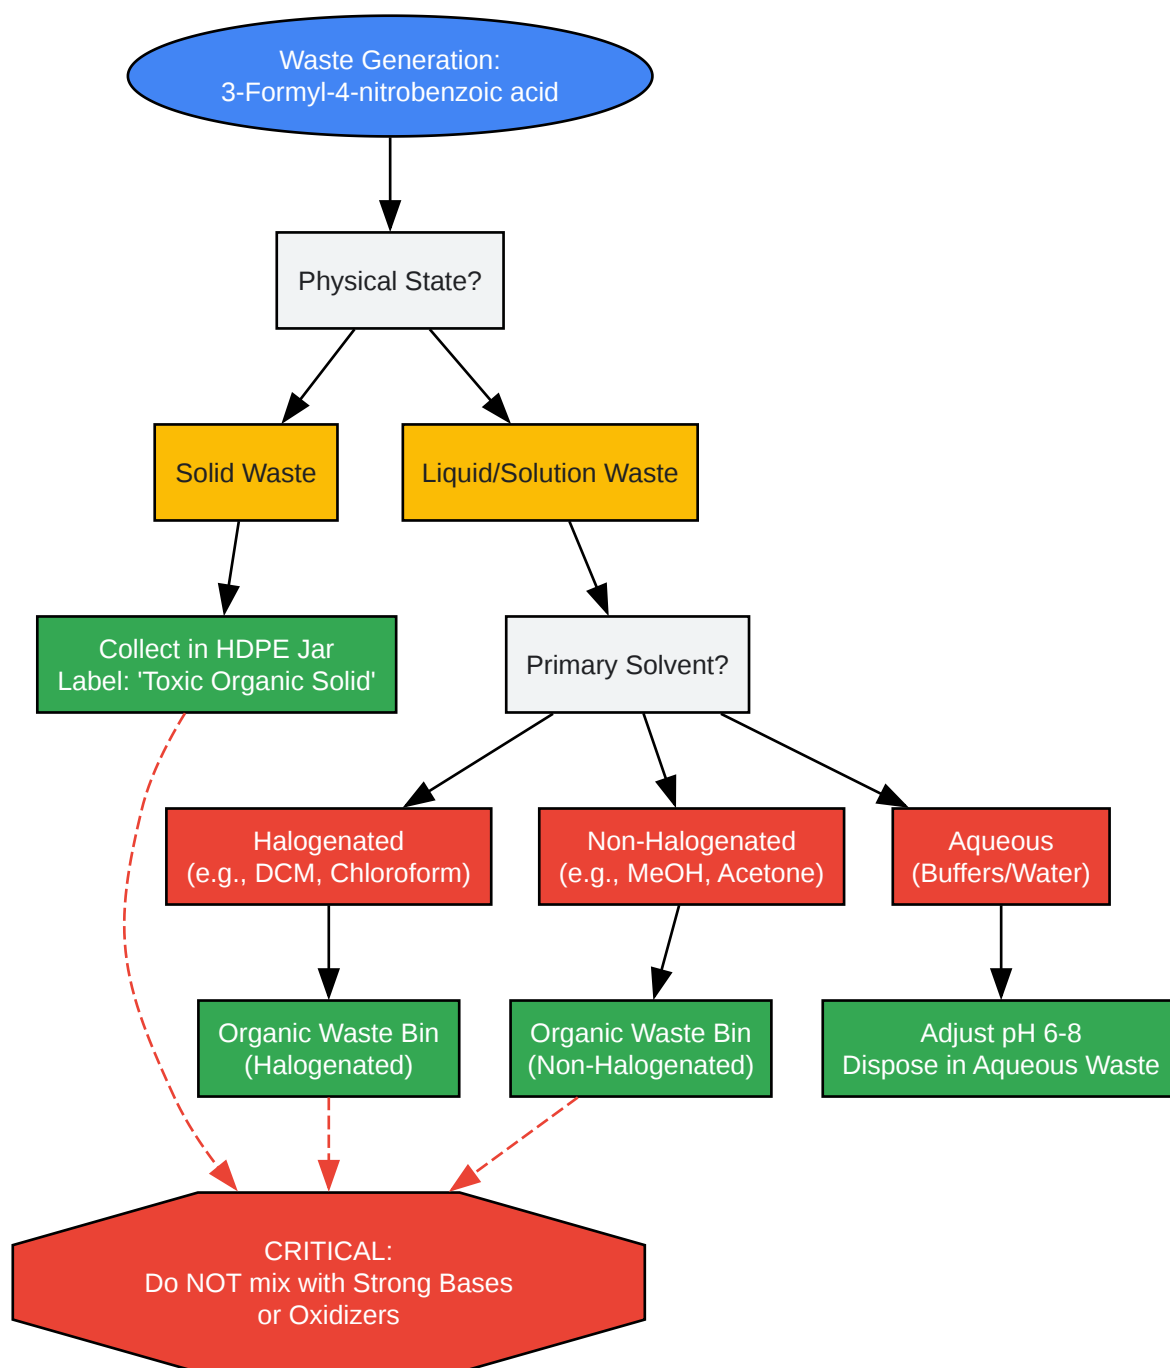 Waste Generation:
3-Formyl-4-nitrobenzoic acid
Physical State?
Solid Waste
Liquid/Solution Waste
Collect in HDPE Jar
Label: 'Toxic Organic Solid'
Primary Solvent?
Halogenated
(e.g., DCM, Chloroform)
Non-Halogenated
(e.g., MeOH, Acetone)
Aqueous
(Buffers/Water)
Organic Waste Bin
(Halogenated)
Organic Waste Bin
(Non-Halogenated)
Adjust pH 6-8
Dispose in Aqueous Waste
CRITICAL:
Do NOT mix with Strong Bases
or Oxidizers